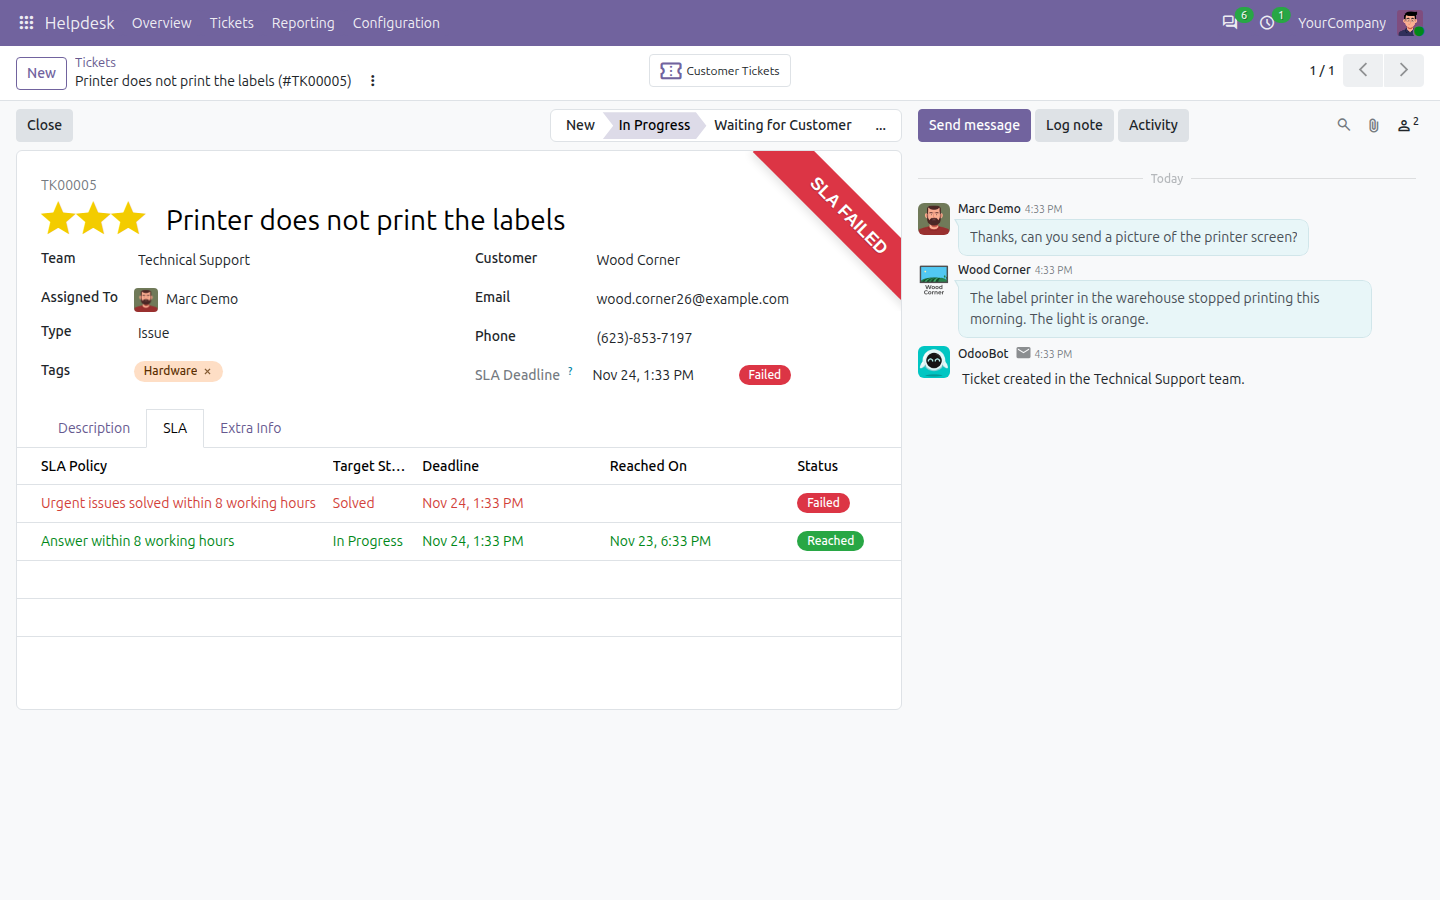 Helpdesk Overview Tickets Reporting Configuration 6 1 YourCompany
New
Tickets
Printer does not print the labels (#TK00005)
Customer Tickets
1 / 1
Close
New In Progress Waiting for Customer ...
Send message Log note Activity 2
SLA FAILED
TK00005
Printer does not print the labels
Team Technical Support
Assigned To Marc Demo
Type Issue
Tags Hardware ×
Customer Wood Corner
Email wood.corner26@example.com
Phone (623)-853-7197
SLA Deadline ? Nov 24, 1:33 PM Failed
Description SLA Extra Info
SLA Policy Target St... Deadline Reached On Status
Urgent issues solved within 8 working hours Solved Nov 24, 1:33 PM Failed
Answer within 8 working hours In Progress Nov 24, 1:33 PM Nov 23, 6:33 PM Reached
Today
Marc Demo 4:33 PM
Thanks, can you send a picture of the printer screen?
Wood Corner
Wood Corner 4:33 PM
The label printer in the warehouse stopped printing this
morning. The light is orange.
OdooBot 4:33 PM
Ticket created in the Technical Support team.